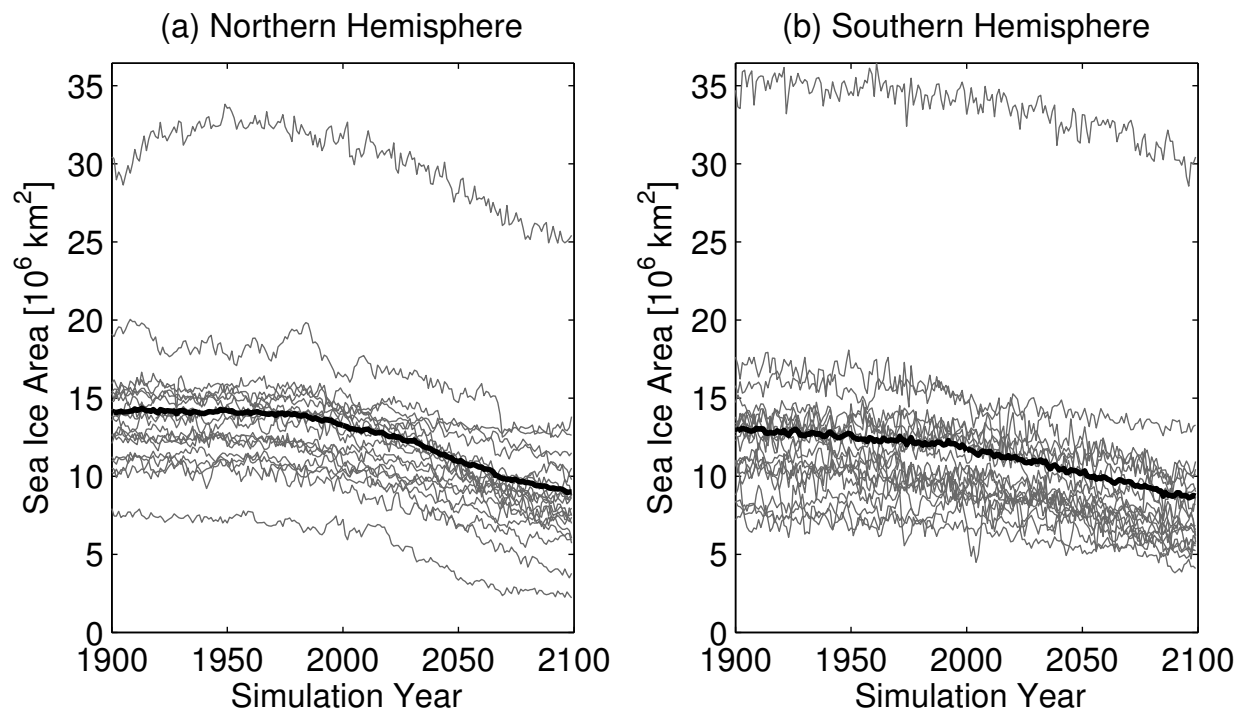 (a) Northern Hemisphere
35
30
25
20
15
10
5
0
1900 1950 2000 2050 2100
Simulation Year
Sea Ice Area [10⁶ km²]
(b) Southern Hemisphere
35
30
25
20
15
10
5
0
1900 1950 2000 2050 2100
Simulation Year
Sea Ice Area [10⁶ km²]